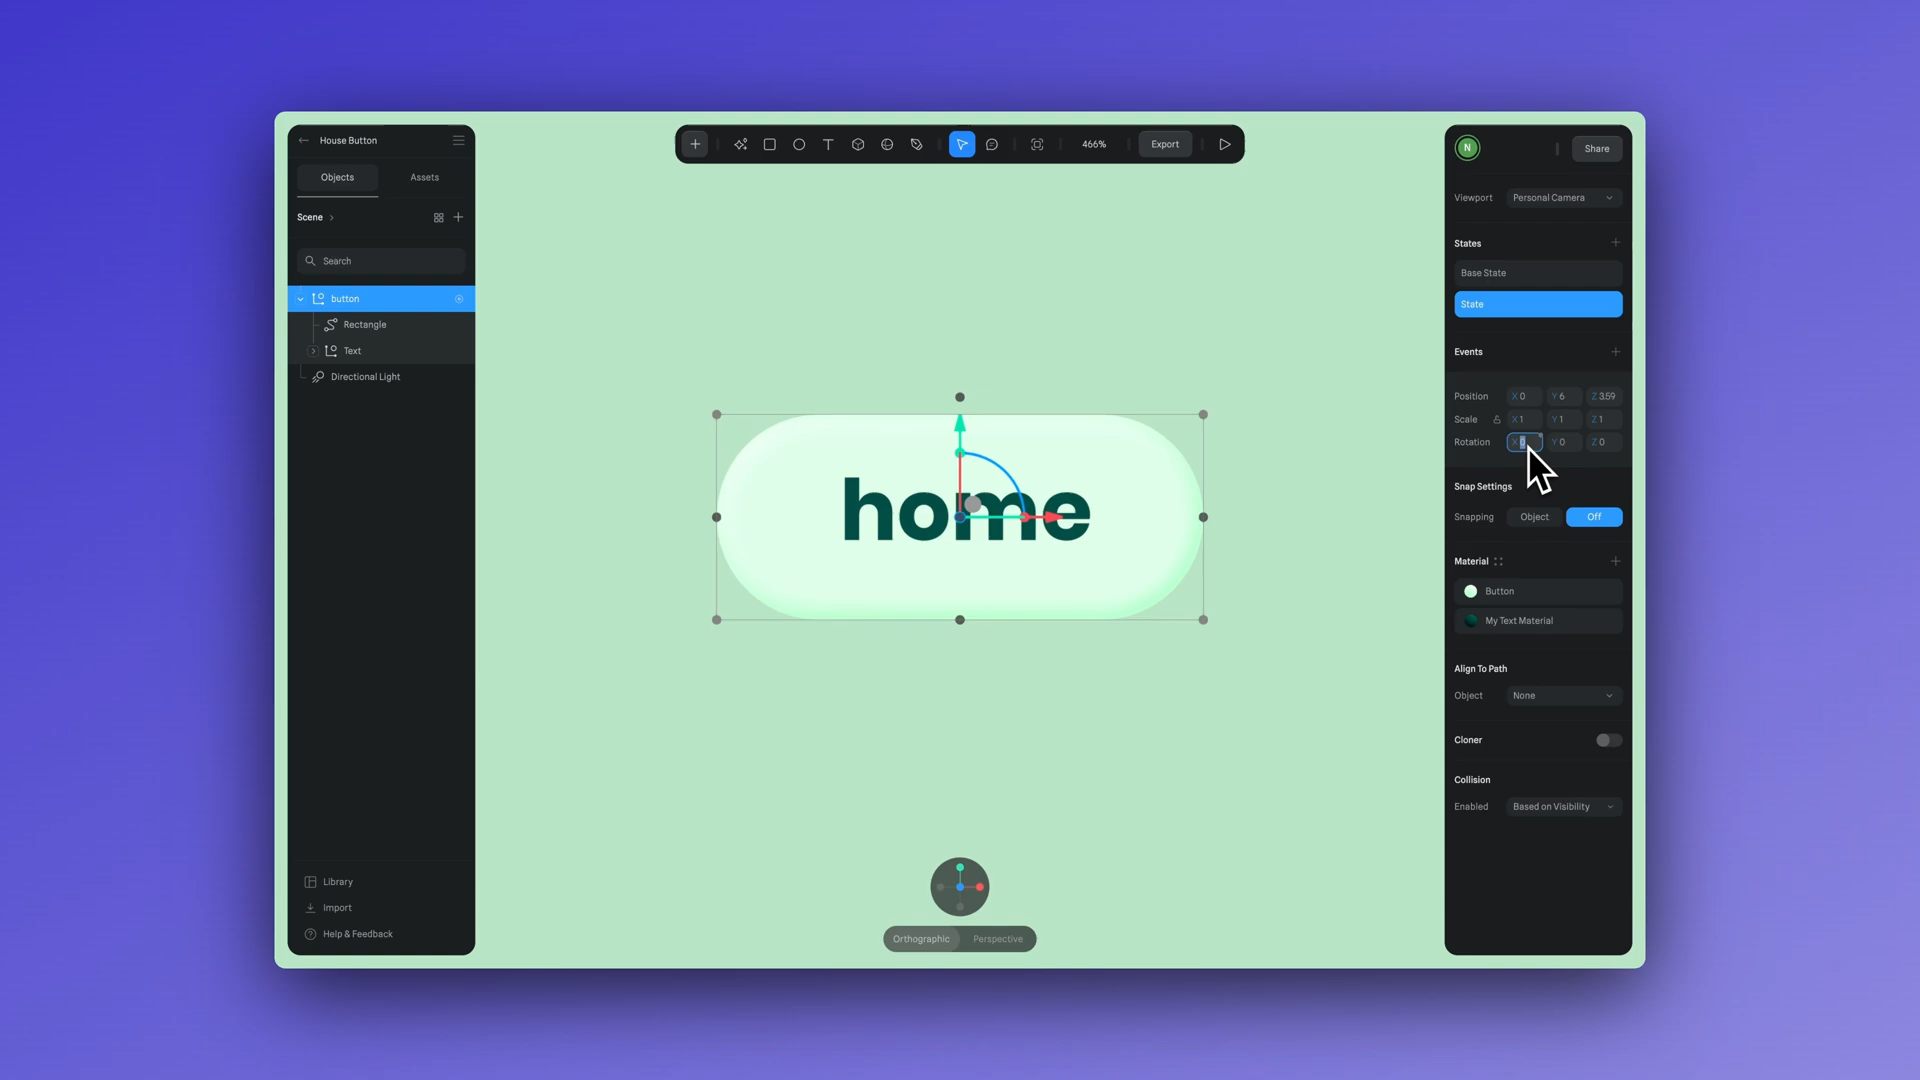 House Button
Objects
Assets
Scene
Search
button
Rectangle
Text
Directional Light
Library
Import
Help & Feedback
466%
Export
home
Orthographic
Perspective
N
Share
Viewport
Personal Camera
States
Base State
State
Events
Position X 0 Y 6 Z 3.59
Scale X 1 Y 1 Z 1
Rotation X 0 Y 0 Z 0
Snap Settings
Snapping Object Off
Material
Button
My Text Material
Align To Path
Object None
Cloner
Collision
Enabled Based on Visibility